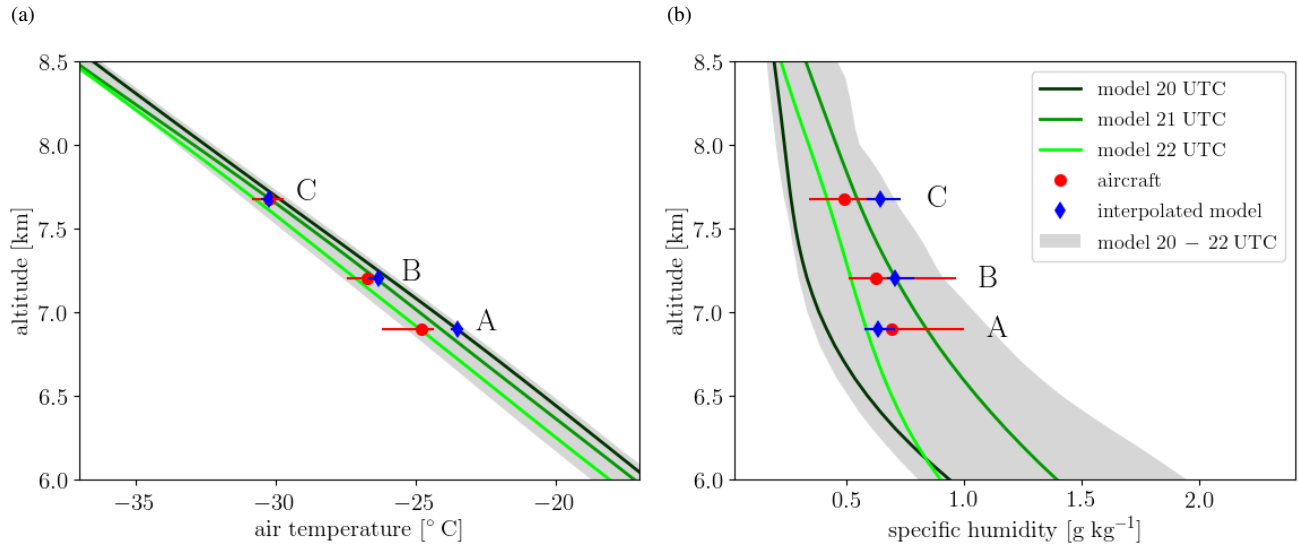 (a)
8.5
8.0
7.5
7.0
6.5
6.0
altitude [km]
C
B
A
−35
−30
−25
−20
air temperature [° C]
(b)
8.5
8.0
7.5
7.0
6.5
6.0
altitude [km]
model 20 UTC
model 21 UTC
model 22 UTC
aircraft
interpolated model
model 20 − 22 UTC
C
B
A
0.5
1.0
1.5
2.0
specific humidity [g kg⁻¹]